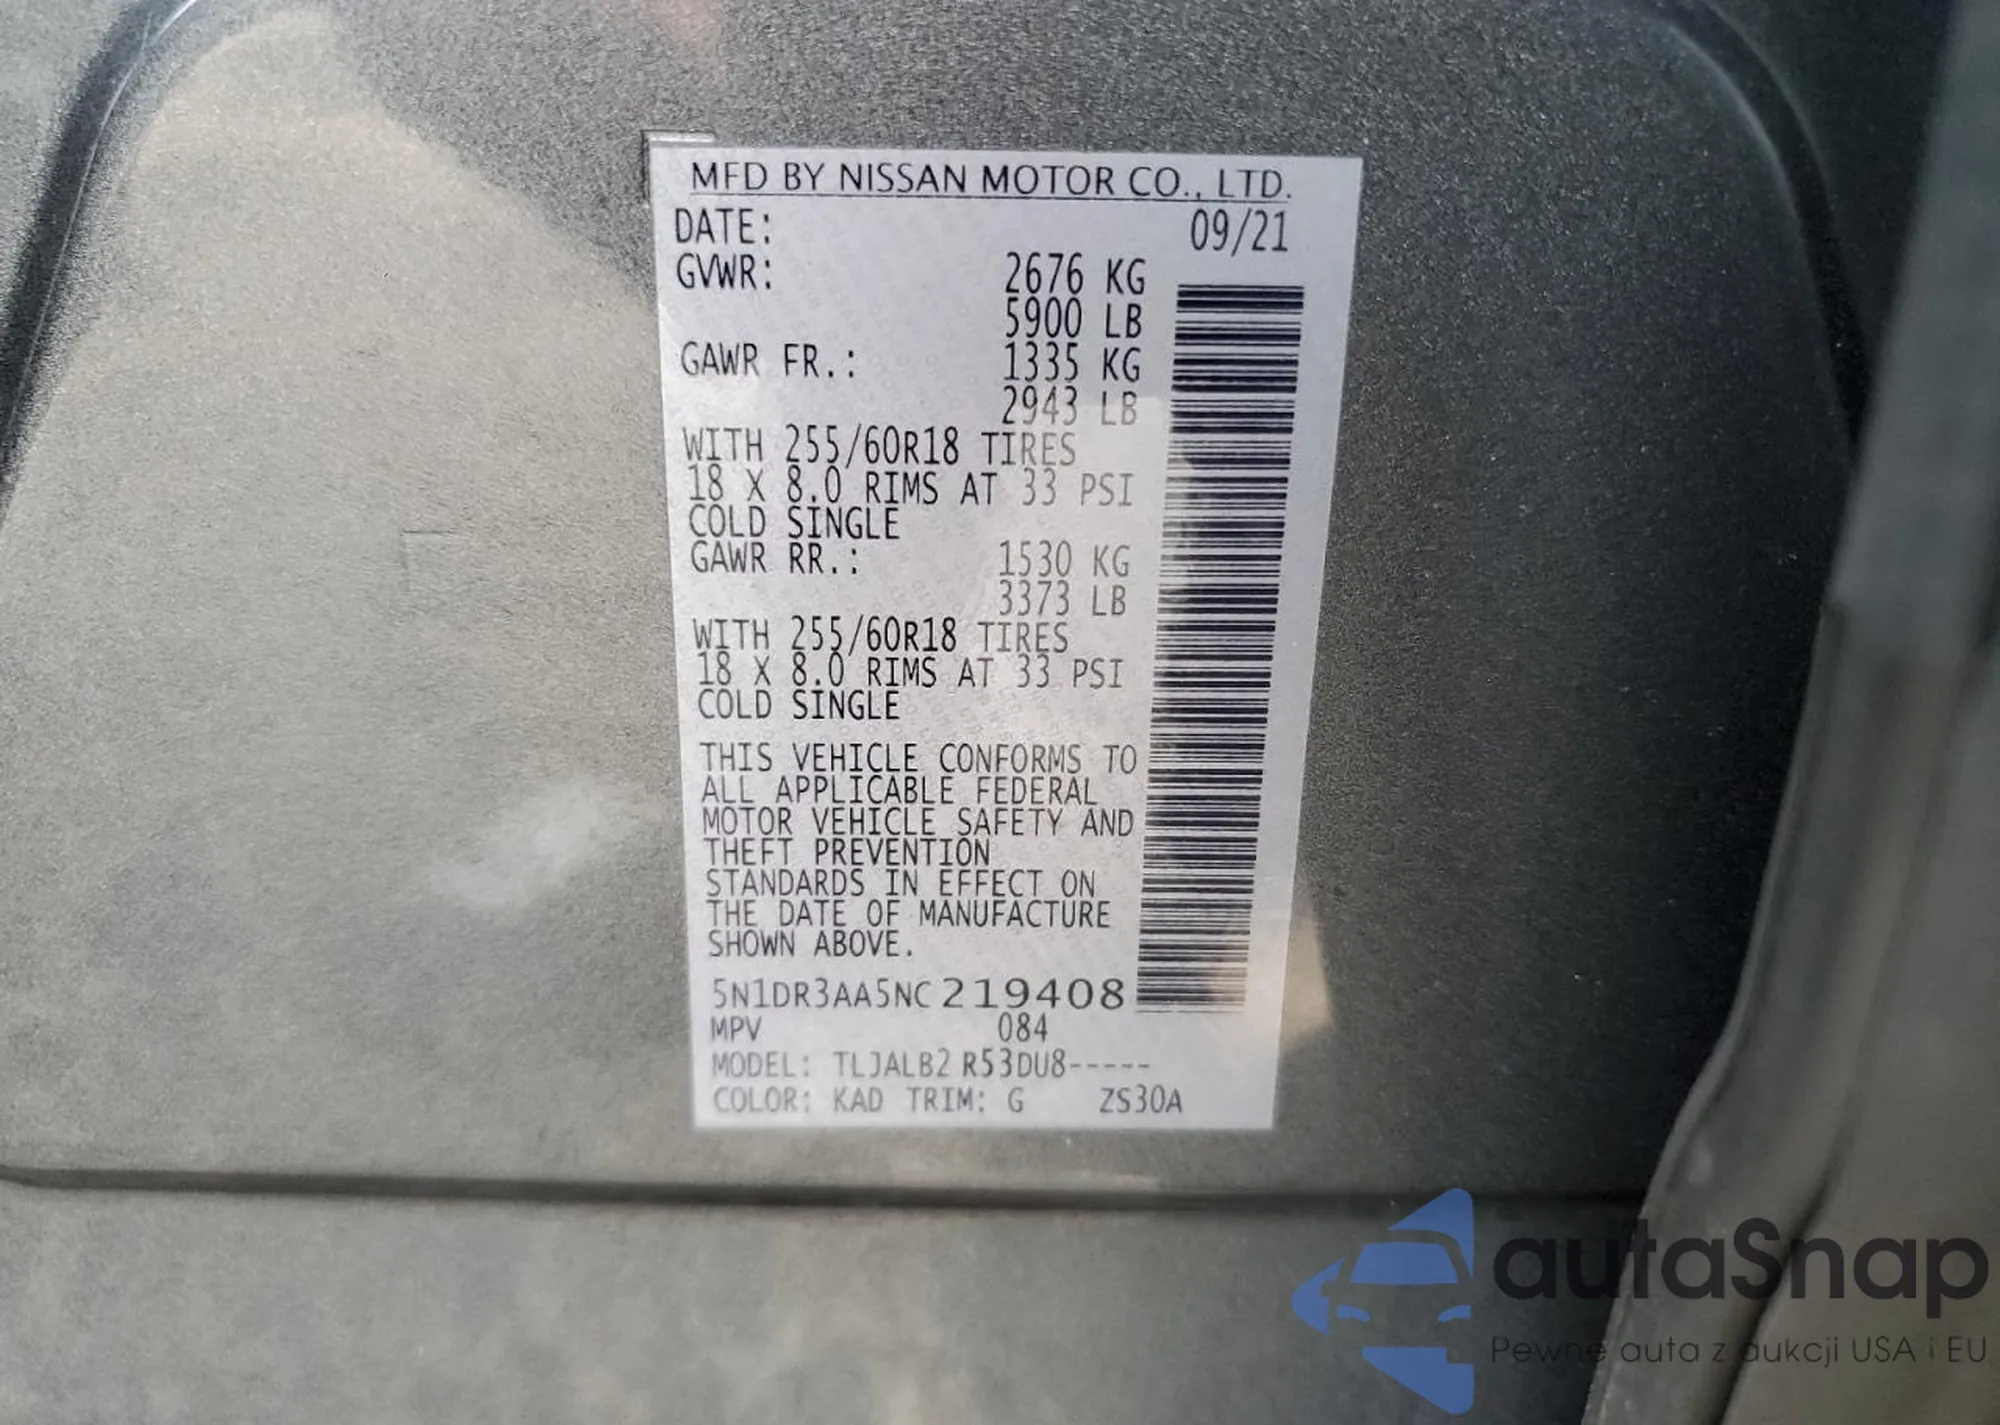 MFD BY NISSAN MOTOR CO., LTD.
DATE: 09/21
GVWR: 2676 KG
5900 LB
GAWR FR.: 1335 KG
2943 LB
WITH 255/60R18 TIRES
18 X 8.0 RIMS AT 33 PSI
COLD SINGLE
GAWR RR.: 1530 KG
3373 LB
WITH 255/60R18 TIRES
18 X 8.0 RIMS AT 33 PSI
COLD SINGLE
THIS VEHICLE CONFORMS TO
ALL APPLICABLE FEDERAL
MOTOR VEHICLE SAFETY AND
THEFT PREVENTION
STANDARDS IN EFFECT ON
THE DATE OF MANUFACTURE
SHOWN ABOVE.
5N1DR3AA5NC219408
MPV 084
MODEL: TLJALB2 R53DU8-----
COLOR: KAD TRIM: G ZS30A
autaSnap
Pewne auta z aukcji USA i EU